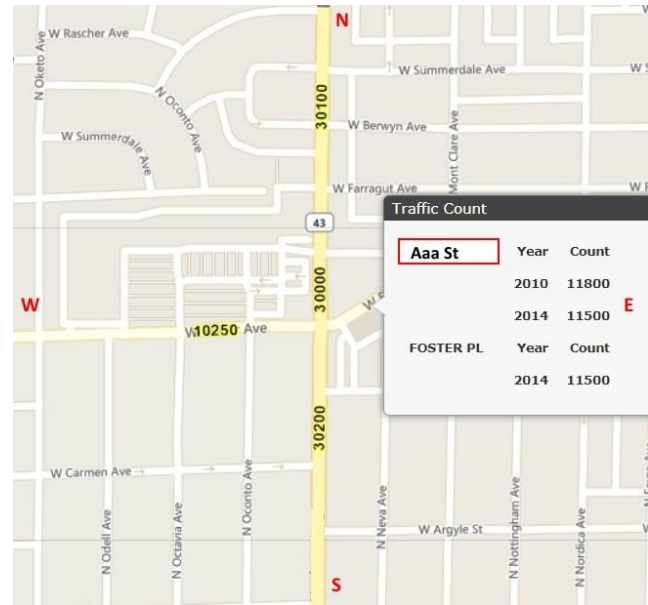 N
W Rascher Ave
N Oketo Ave
W Summerdale Ave
N Oconto Ave
30100
W Berwyn Ave
Mont Clare Ave
W Summerdale Ave
W Farragut Ave
43
Traffic Count
Aaa St Year Count
2010 11800
2014 11500
FOSTER PL Year Count
2014 11500
W
E
30000
10250 Ave
30200
W Carmen Ave
N Odell Ave
N Octavia Ave
N Oconto Ave
N Neva Ave
W Argyle St
N Nottingham Ave
N Nordica Ave
S